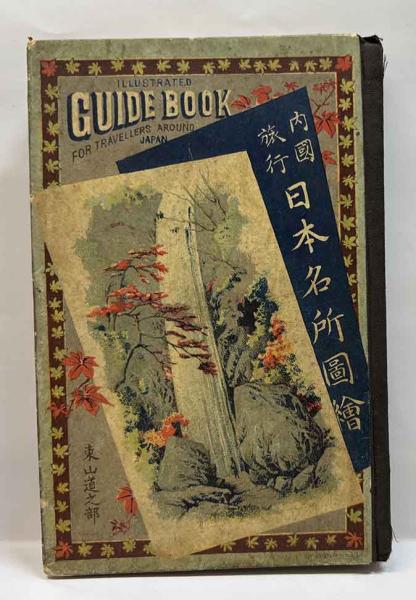 ILLUSTRATED
GUIDE BOOK
FOR TRAVELLERS AROUND
JAPAN
内國
旅行
日本名所圖繪
東山道之部